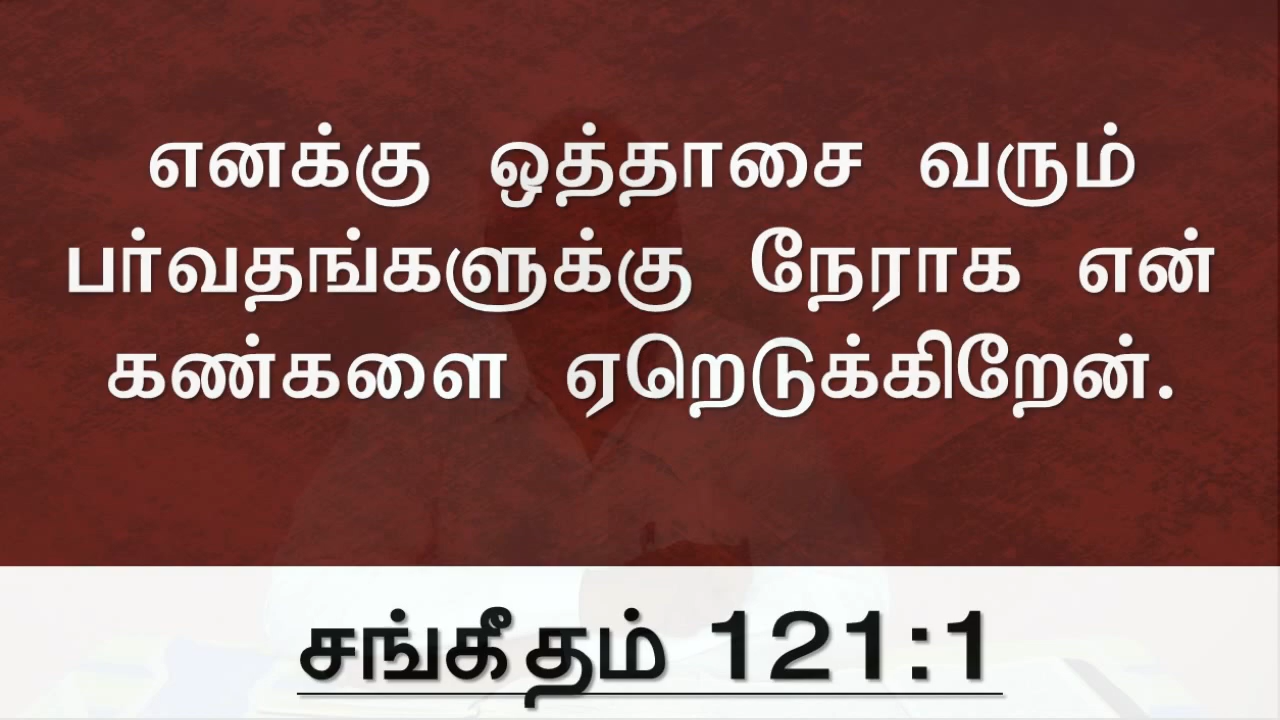 எனக்கு ஒத்தாசை வரும்
பர்வதங்களுக்கு நேராக என்
கண்களை ஏறெடுக்கிறேன்.
சங்கீதம் 121:1